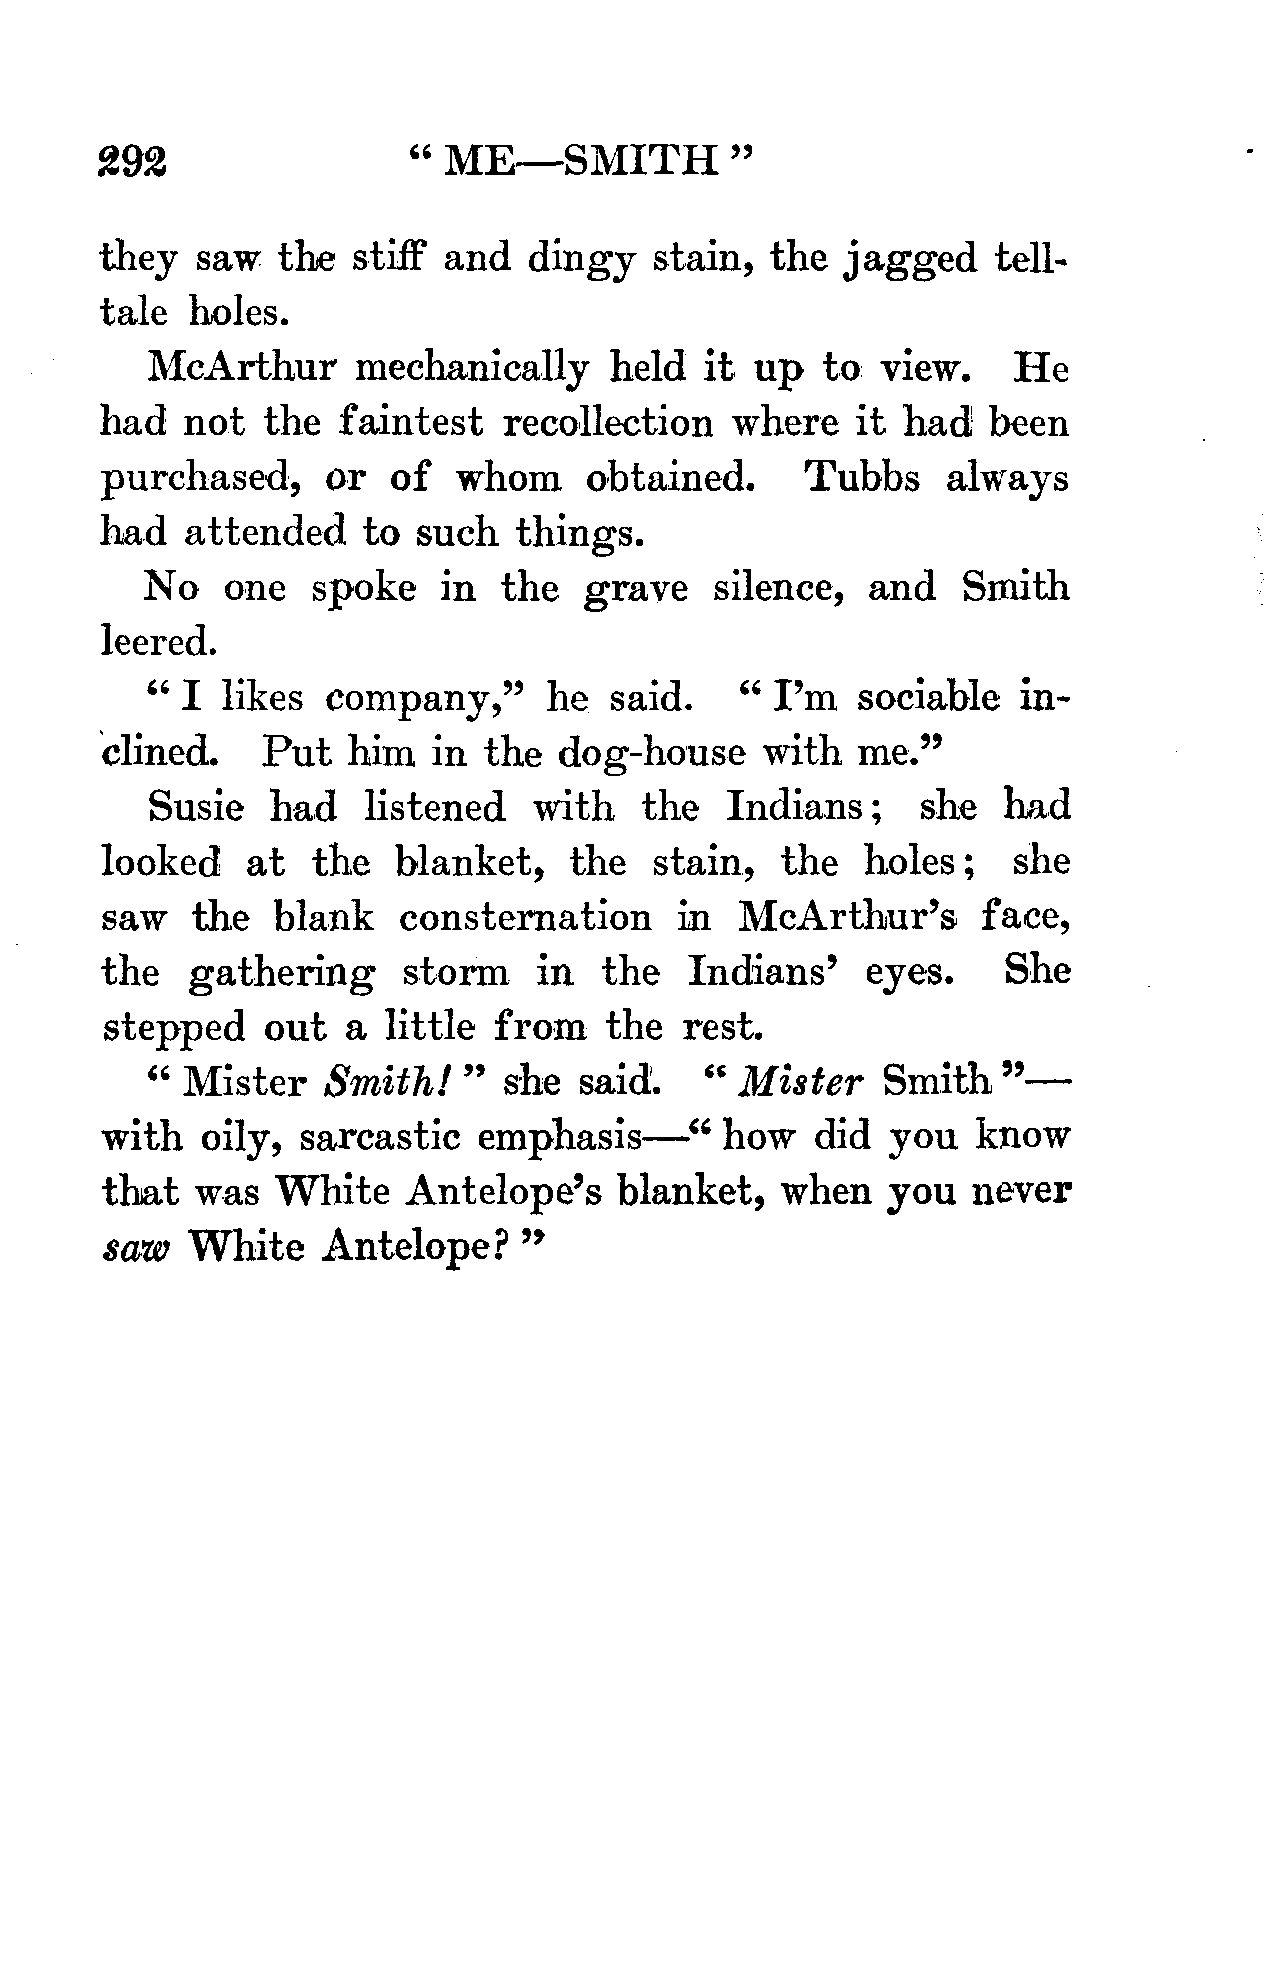 292 “ ME—SMITH ”
they saw the stiff and dingy stain, the jagged tell-
tale holes.
McArthur mechanically held it up to view. He
had not the faintest recollection where it had been
purchased, or of whom obtained. Tubbs always
had attended to such things.
No one spoke in the grave silence, and Smith
leered.
“ I likes company,” he said. “ I’m sociable in-
clined. Put him in the dog-house with me.”
Susie had listened with the Indians; she had
looked at the blanket, the stain, the holes; she
saw the blank consternation in McArthur’s face,
the gathering storm in the Indians’ eyes. She
stepped out a little from the rest.
“ Mister Smith! ” she said. “ Mister Smith ”—
with oily, sarcastic emphasis—“ how did you know
that was White Antelope’s blanket, when you never
saw White Antelope? ”